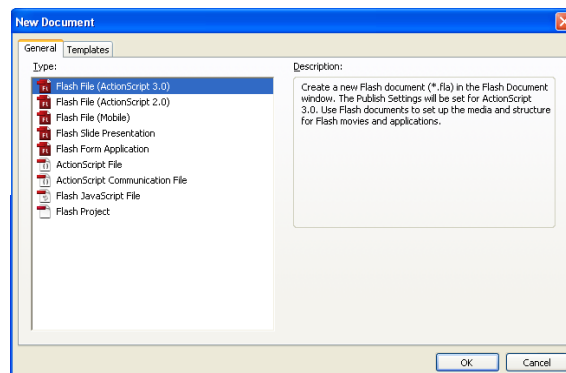 New Document
General
Templates
Type:
Flash File (ActionScript 3.0)
Flash File (ActionScript 2.0)
Flash File (Mobile)
Flash Slide Presentation
Flash Form Application
ActionScript File
ActionScript Communication File
Flash JavaScript File
Flash Project
Description:
Create a new Flash document (*.fla) in the Flash Document
window. The Publish Settings will be set for ActionScript
3.0. Use Flash documents to set up the media and structure
for Flash movies and applications.
OK
Cancel